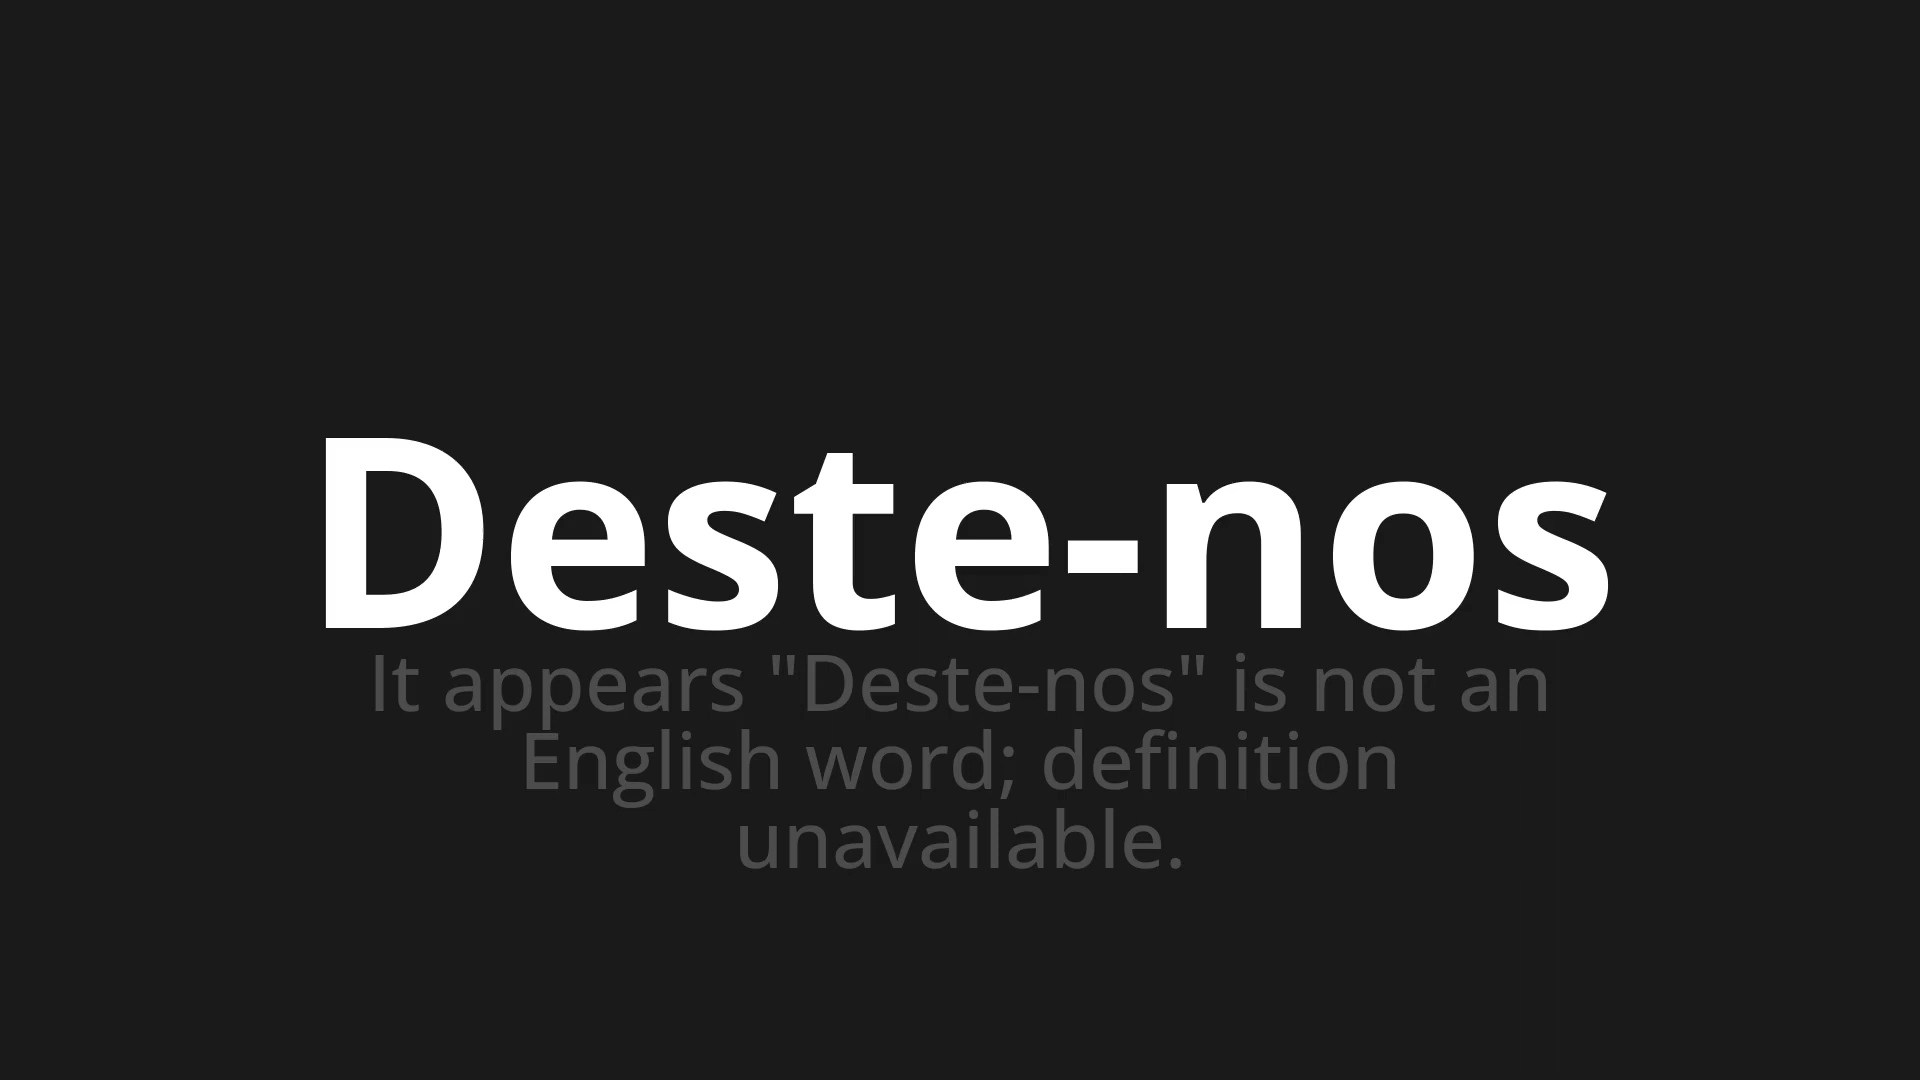 Deste-nos
It appears "Deste-nos" is not an
English word; definition
unavailable.